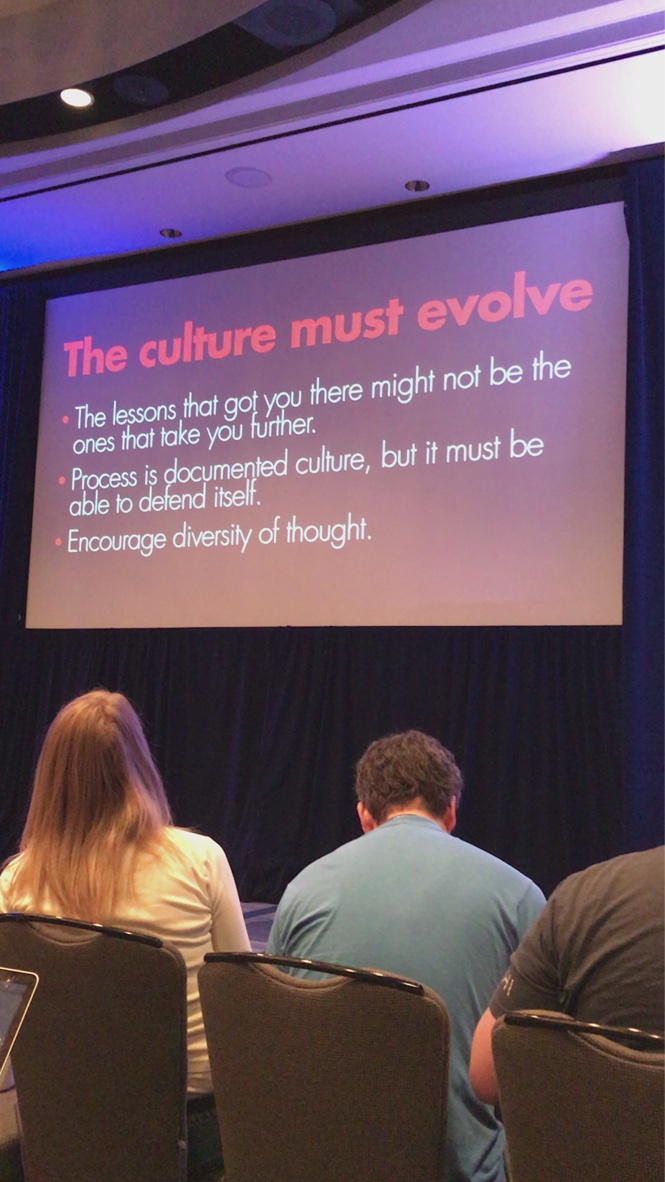 The culture must evolve
• The lessons that got you there might not be the
ones that take you further.
• Process is documented culture, but it must be
able to defend itself.
• Encourage diversity of thought.